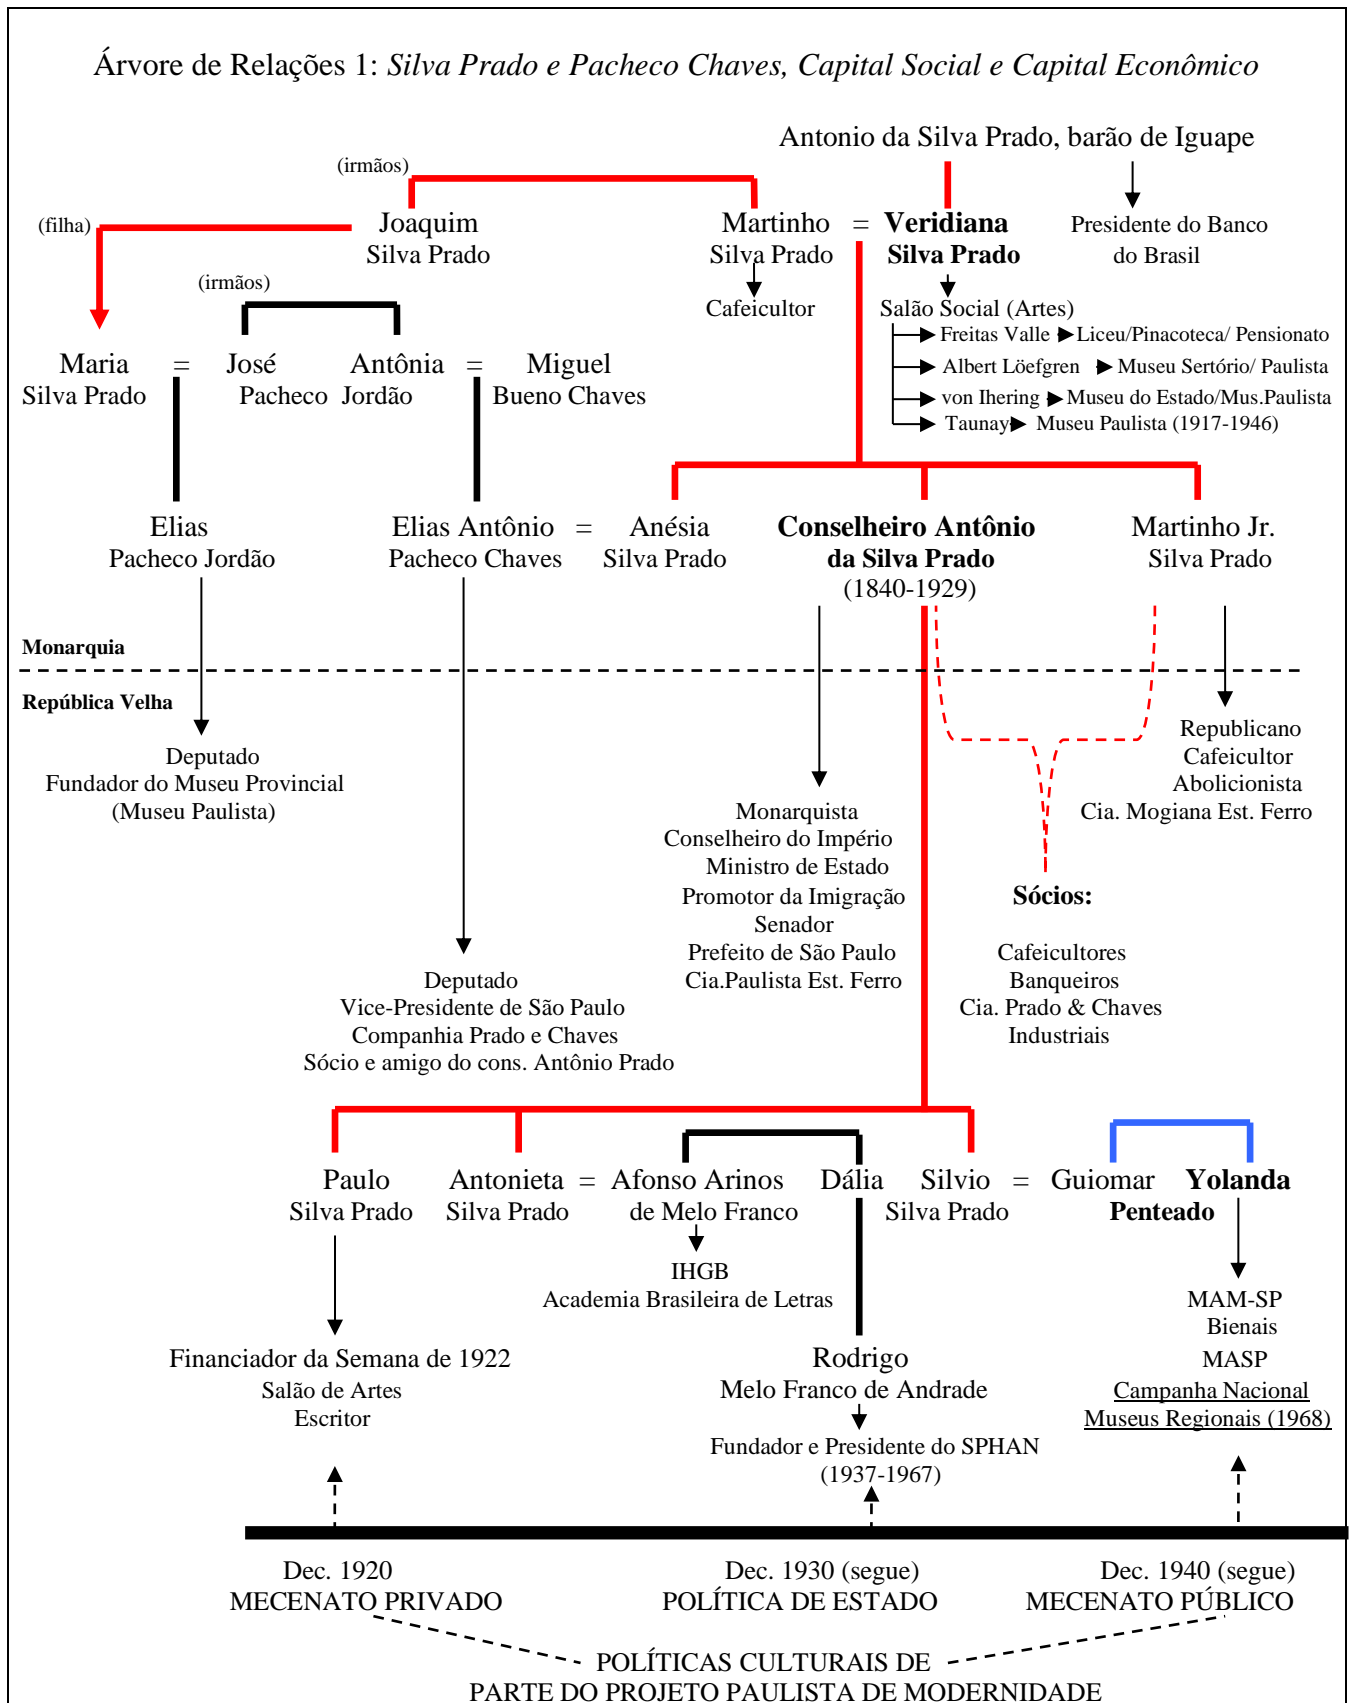 Árvore de Relações 1: Silva Prado e Pacheco Chaves, Capital Social e Capital Econômico
Antonio da Silva Prado, barão de Iguape
(irmãos)
(filha)
Joaquim
Silva Prado
Martinho = Veridiana
Silva Prado Silva Prado
Presidente do Banco
do Brasil
(irmãos)
Cafeicultor
Salão Social (Artes)
Freitas Valle Liceu/Pinacoteca/ Pensionato
Albert Löefgren Museu Sertório/ Paulista
von Ihering Museu do Estado/Mus.Paulista
Taunay Museu Paulista (1917-1946)
Maria = José Antônia = Miguel
Silva Prado Pacheco Jordão Bueno Chaves
Elias
Pacheco Jordão
Elias Antônio = Anésia
Pacheco Chaves Silva Prado
Conselheiro Antônio
da Silva Prado
(1840-1929)
Martinho Jr.
Silva Prado
Monarquia
República Velha
Deputado
Fundador do Museu Provincial
(Museu Paulista)
Republicano
Cafeicultor
Abolicionista
Cia. Mogiana Est. Ferro
Monarquista
Conselheiro do Império
Ministro de Estado
Promotor da Imigração
Senador
Prefeito de São Paulo
Cia.Paulista Est. Ferro
Sócios:
Cafeicultores
Banqueiros
Cia. Prado & Chaves
Industriais
Deputado
Vice-Presidente de São Paulo
Companhia Prado e Chaves
Sócio e amigo do cons. Antônio Prado
Paulo Antonieta = Afonso Arinos Dália Silvio = Guiomar Yolanda
Silva Prado Silva Prado de Melo Franco Silva Prado Penteado
IHGB
Academia Brasileira de Letras
MAM-SP
Bienais
MASP
Campanha Nacional
Museus Regionais (1968)
Financiador da Semana de 1922
Salão de Artes
Escritor
Rodrigo
Melo Franco de Andrade
Fundador e Presidente do SPHAN
(1937-1967)
Dec. 1920 Dec. 1930 (segue) Dec. 1940 (segue)
MECENATO PRIVADO POLÍTICA DE ESTADO MECENATO PÚBLICO
POLÍTICAS CULTURAIS DE
PARTE DO PROJETO PAULISTA DE MODERNIDADE